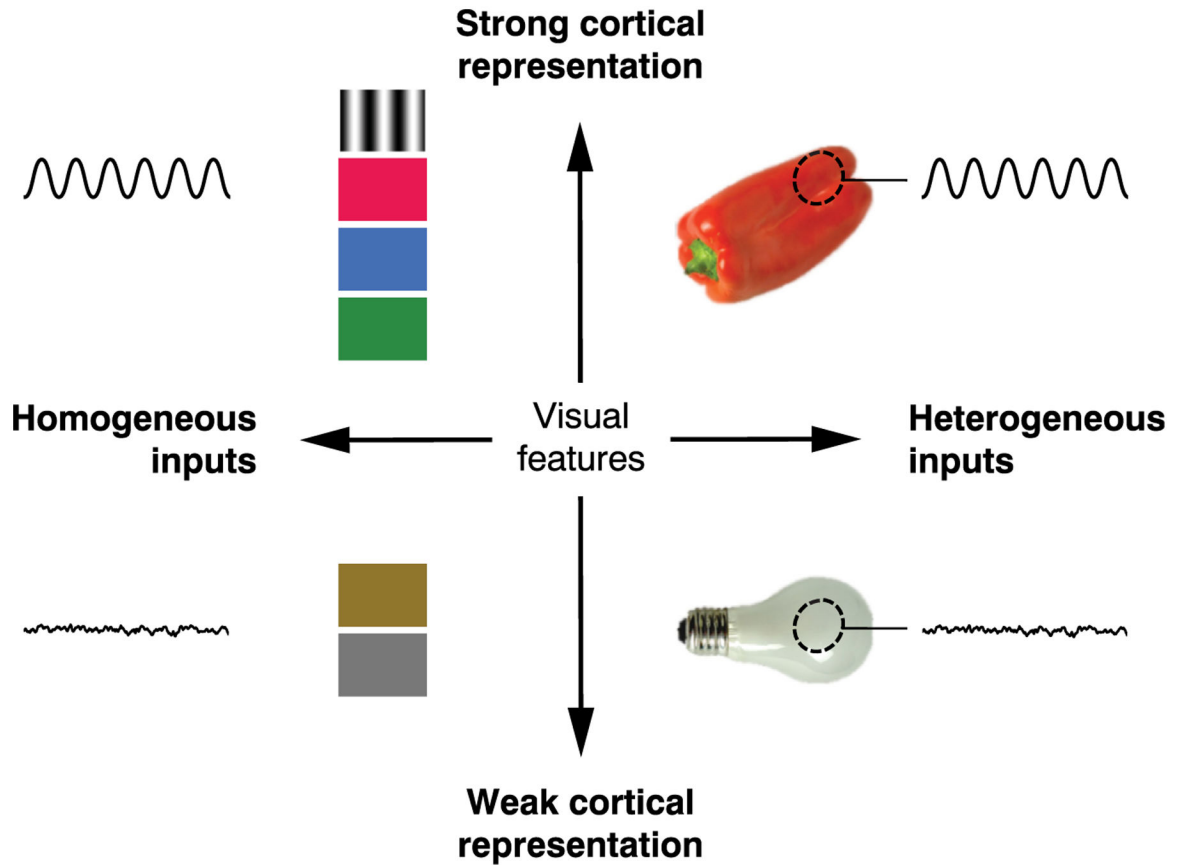 Strong cortical
representation
Homogeneous
inputs
Visual
features
Heterogeneous
inputs
Weak cortical
representation